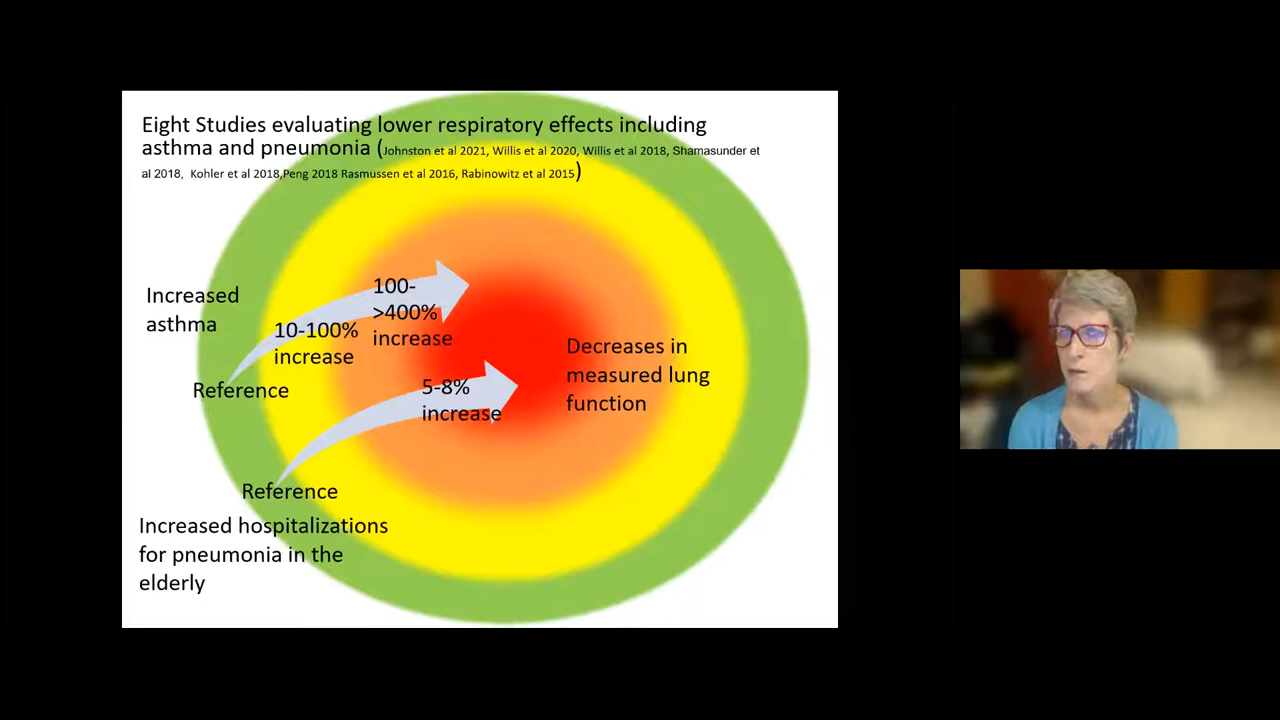 Eight Studies evaluating lower respiratory effects including
asthma and pneumonia (Johnston et al 2021, Willis et al 2020, Willis et al 2018, Shamasunder et
al 2018, Kohler et al 2018,Peng 2018 Rasmussen et al 2016, Rabinowitz et al 2015)
Increased
asthma
Reference
10-100%
increase
100-
>400%
increase
5-8%
increase
Decreases in
measured lung
function
Reference
Increased hospitalizations
for pneumonia in the
elderly